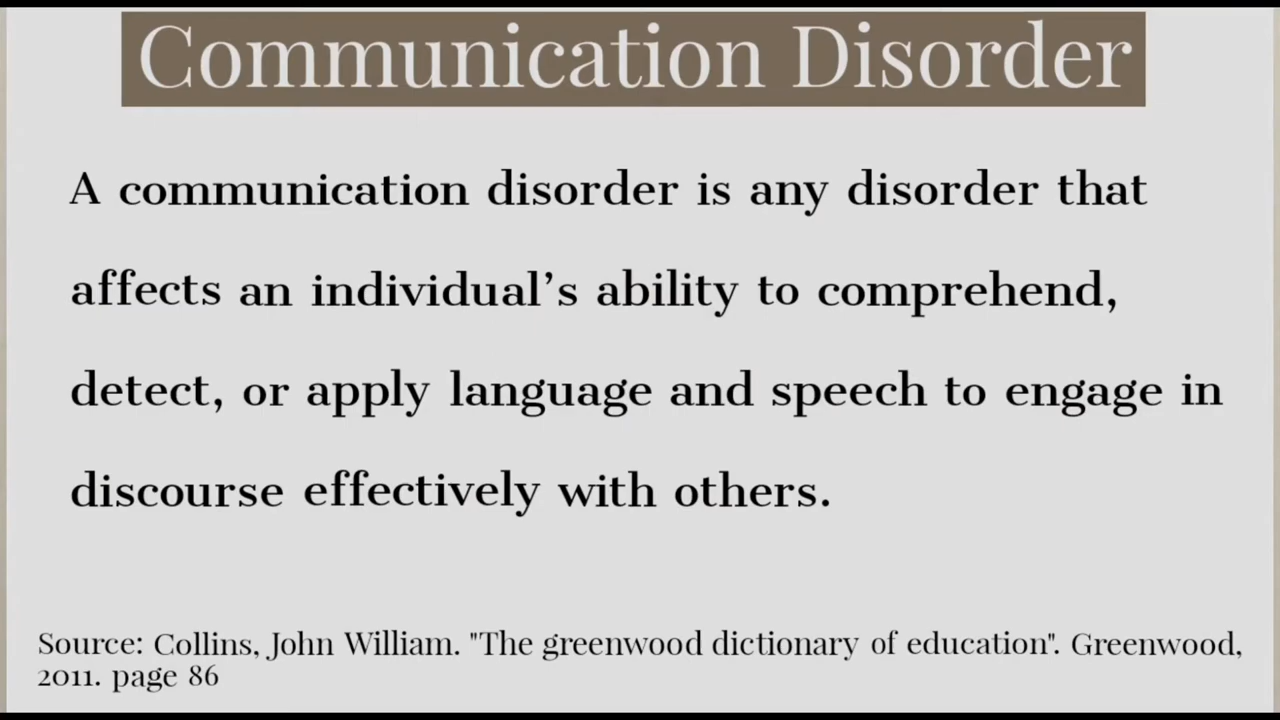 Communication Disorder
A communication disorder is any disorder that
affects an individual’s ability to comprehend,
detect, or apply language and speech to engage in
discourse effectively with others.
Source: Collins, John William. "The greenwood dictionary of education". Greenwood,
2011. page 86